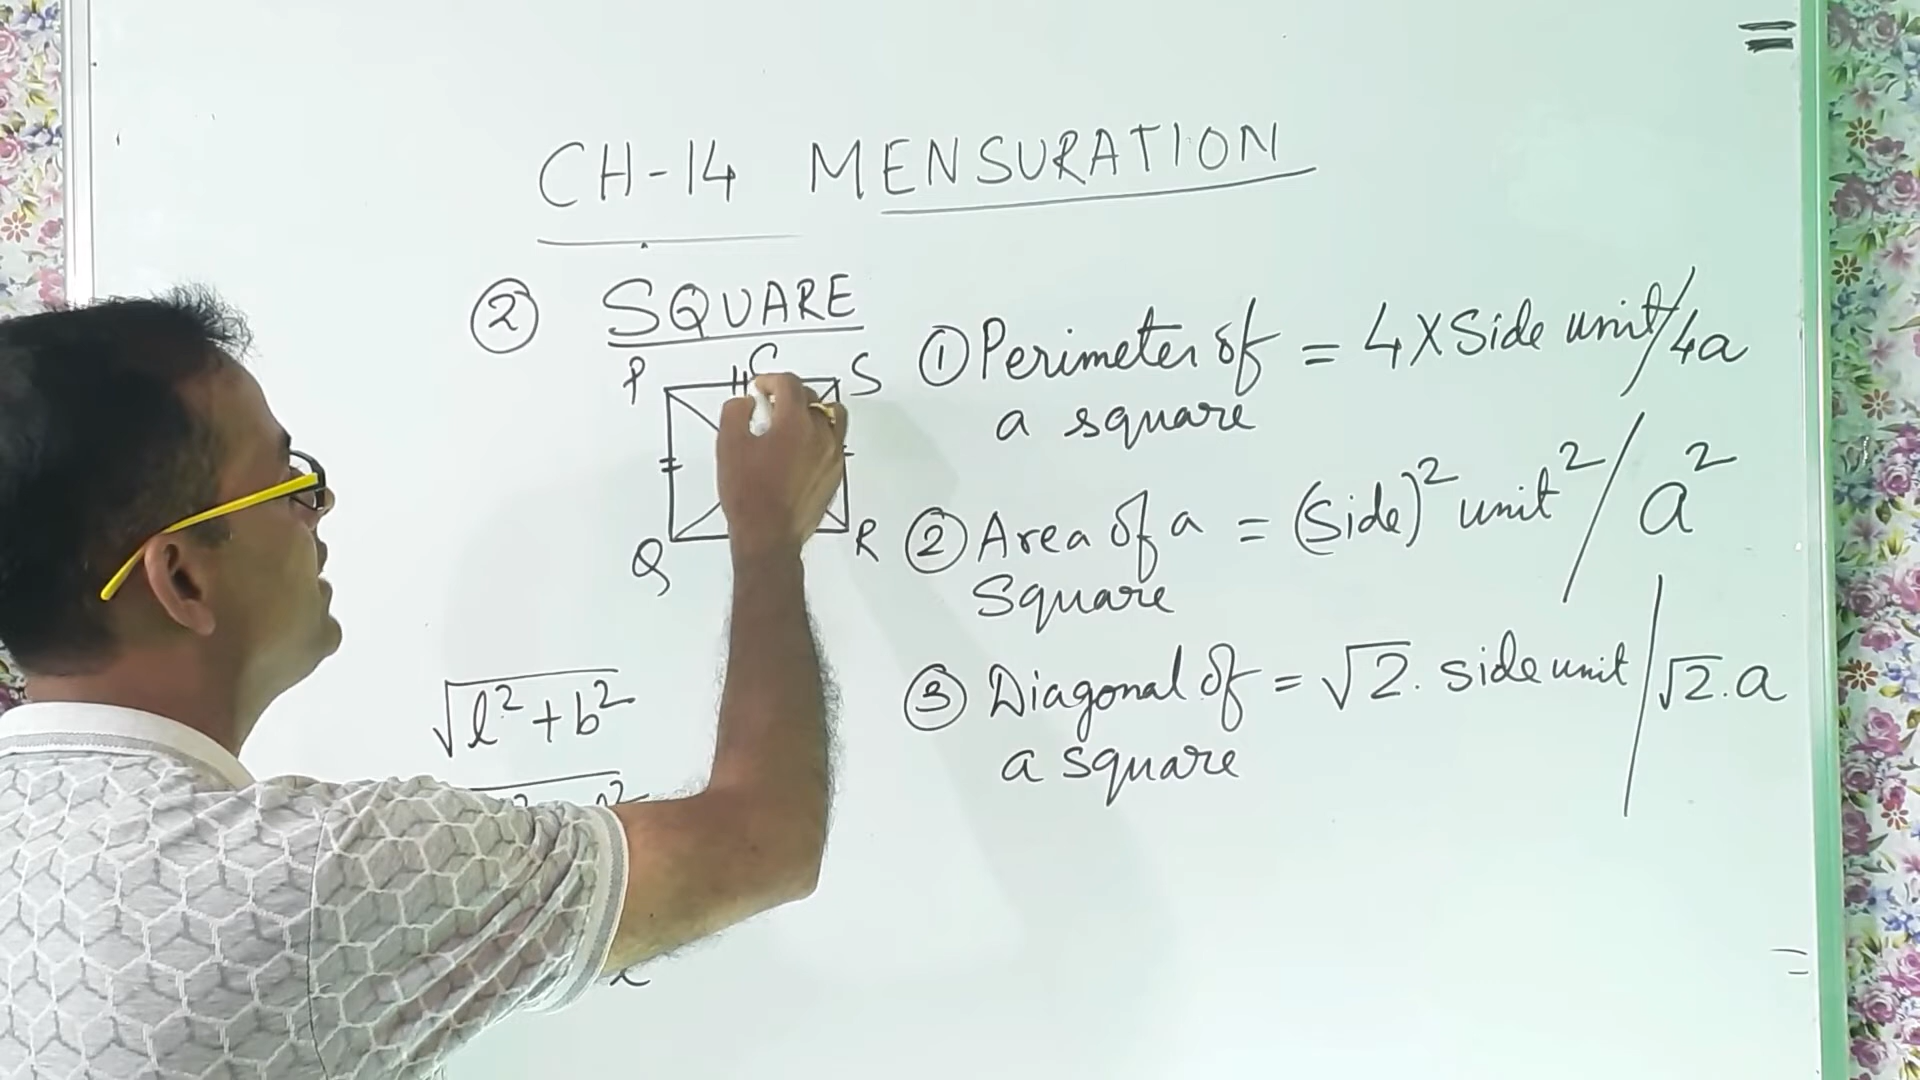 CH-14 MENSURATION
② SQUARE
P S
Q R
① Perimeter of = 4 X Side unit / 4a
a square
② Area of a = (Side)² unit² / a²
Square
③ Diagonal of = √2. side unit / √2.a
a square
√l²+b²